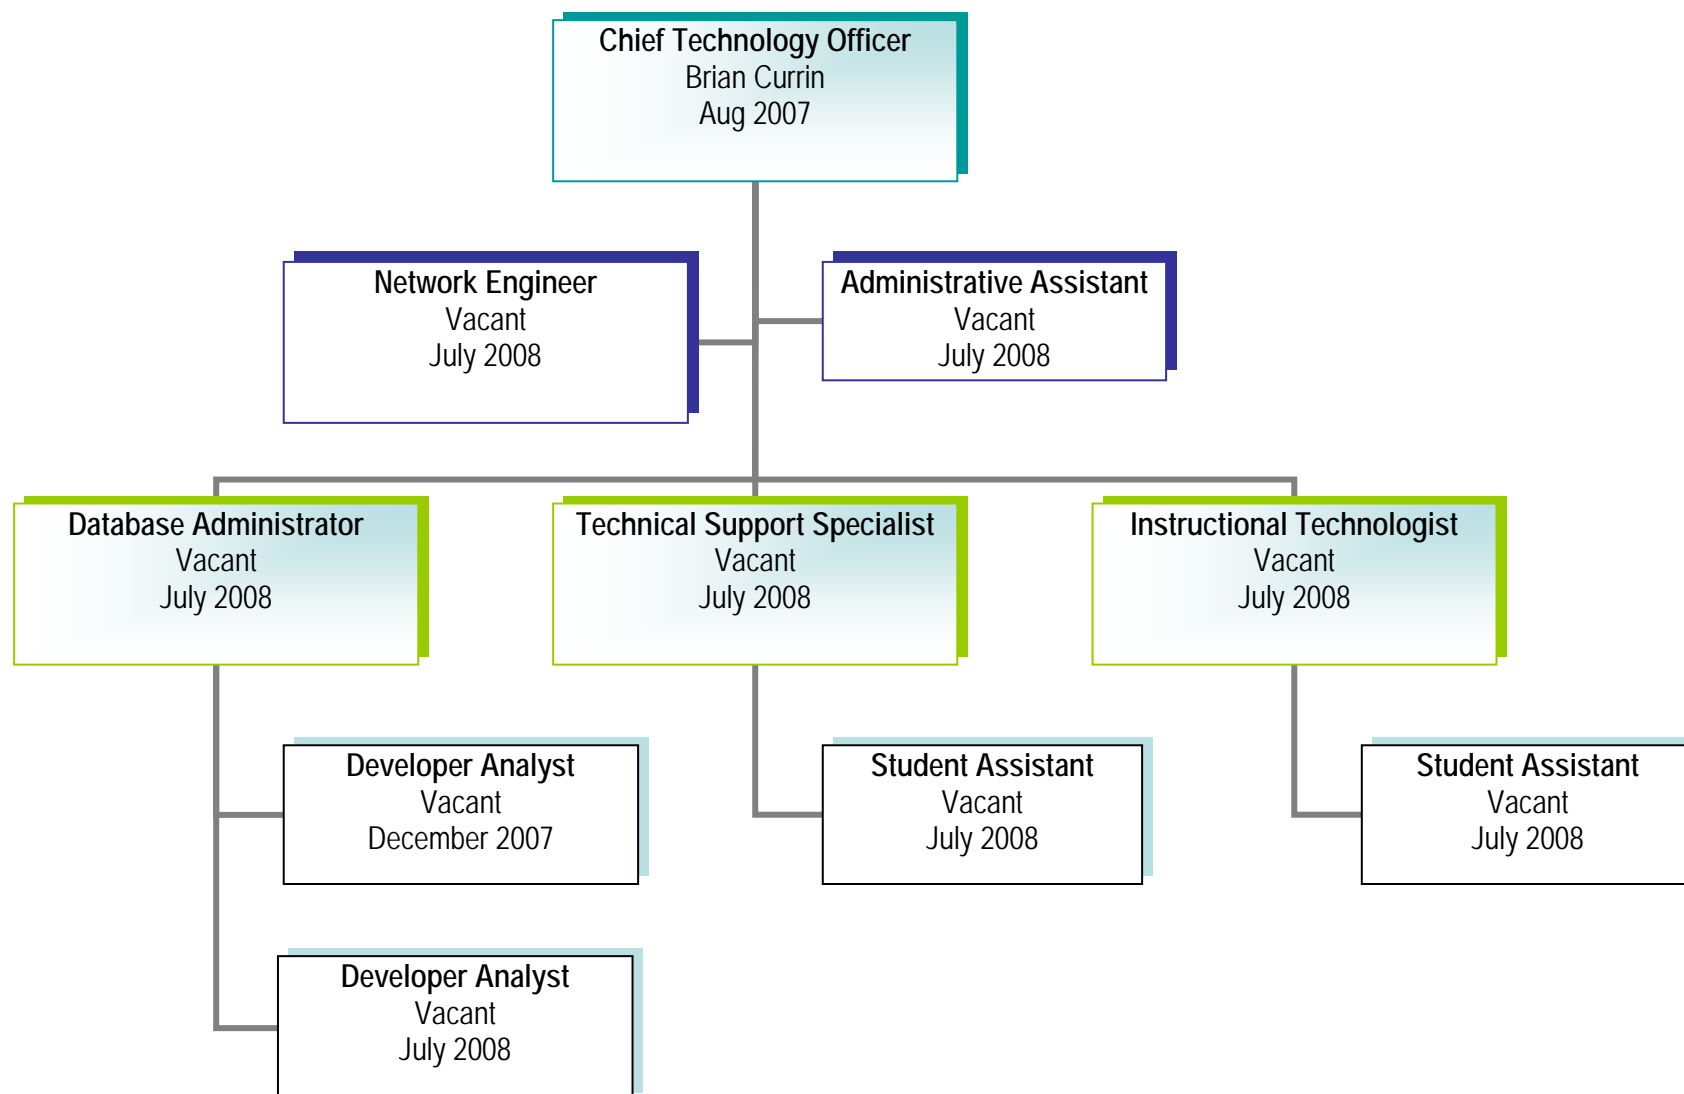 Chief Technology Officer
Brian Currin
Aug 2007
Network Engineer
Vacant
July 2008
Administrative Assistant
Vacant
July 2008
Database Administrator
Vacant
July 2008
Technical Support Specialist
Vacant
July 2008
Instructional Technologist
Vacant
July 2008
Developer Analyst
Vacant
December 2007
Student Assistant
Vacant
July 2008
Student Assistant
Vacant
July 2008
Developer Analyst
Vacant
July 2008